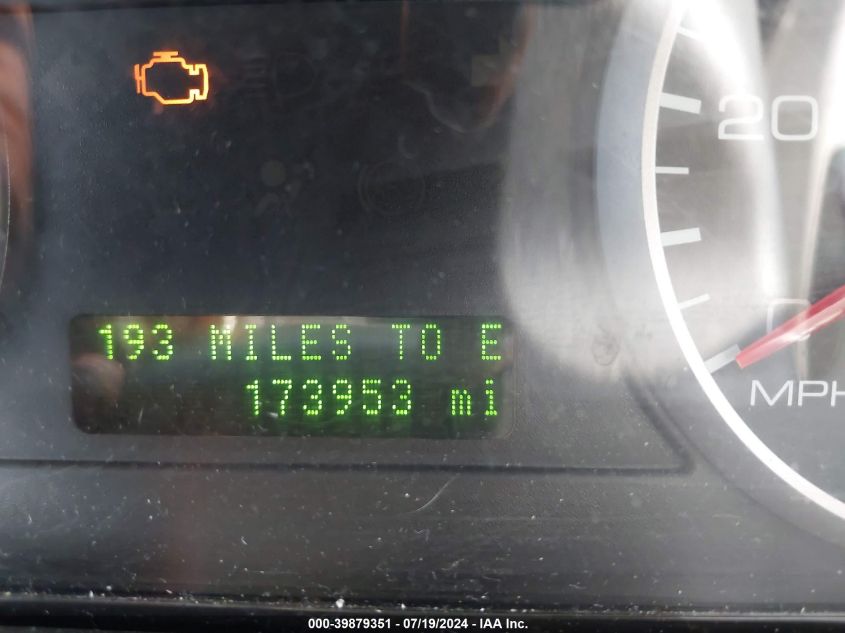 20
193 MILES TO E
0
173953 mi
MPH
000-39879351 - 07/19/2024 - IAA Inc.